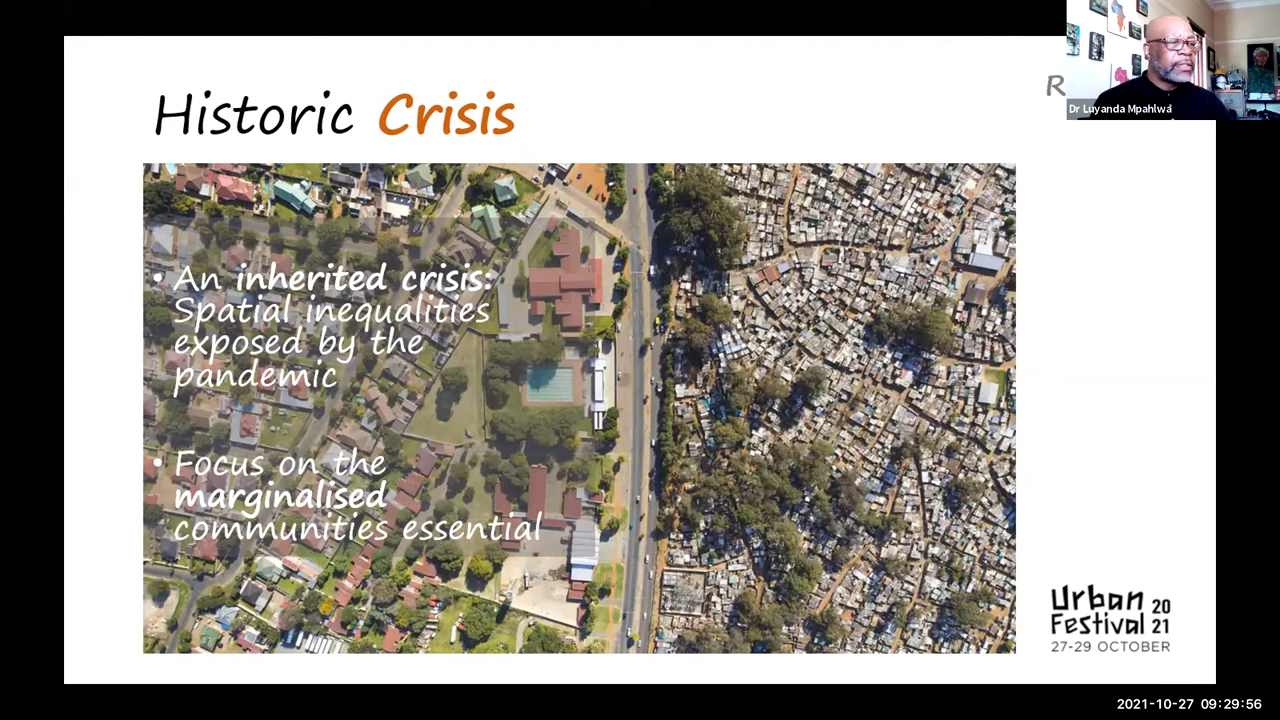 Historic Crisis
R
Dr Luyanda Mpahlwa
• An inherited crisis:
Spatial inequalities
exposed by the
pandemic
• Focus on the
marginalised
communities essential
Urban 20
Festival 21
27-29 OCTOBER
2021-10-27 09:29:56